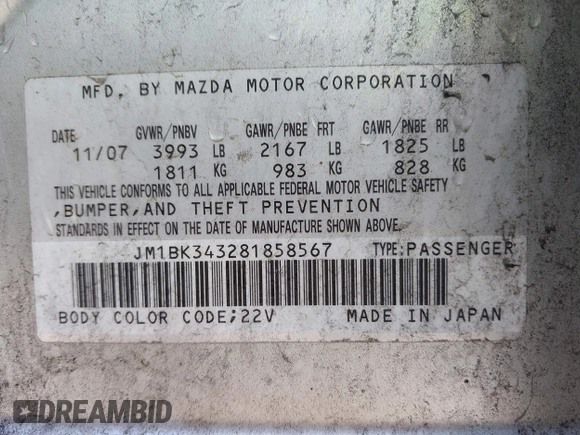 MFD. BY MAZDA MOTOR CORPORATION
DATE GVWR/PNBV GAWR/PNBE FRT GAWR/PNBE RR
11/07 3993 LB 2167 LB 1825 LB
1811 KG 983 KG 828 KG
THIS VEHICLE CONFORMS TO ALL APPLICABLE FEDERAL MOTOR VEHICLE SAFETY
,BUMPER,AND THEFT PREVENTION
STANDARDS IN EFFECT ON THE DATE OF MANUFACTURE SHOWN ABOVE.
JM1BK343281858567 TYPE:PASSENGER
BODY COLOR CODE;22V MADE IN JAPAN
DREAMBID